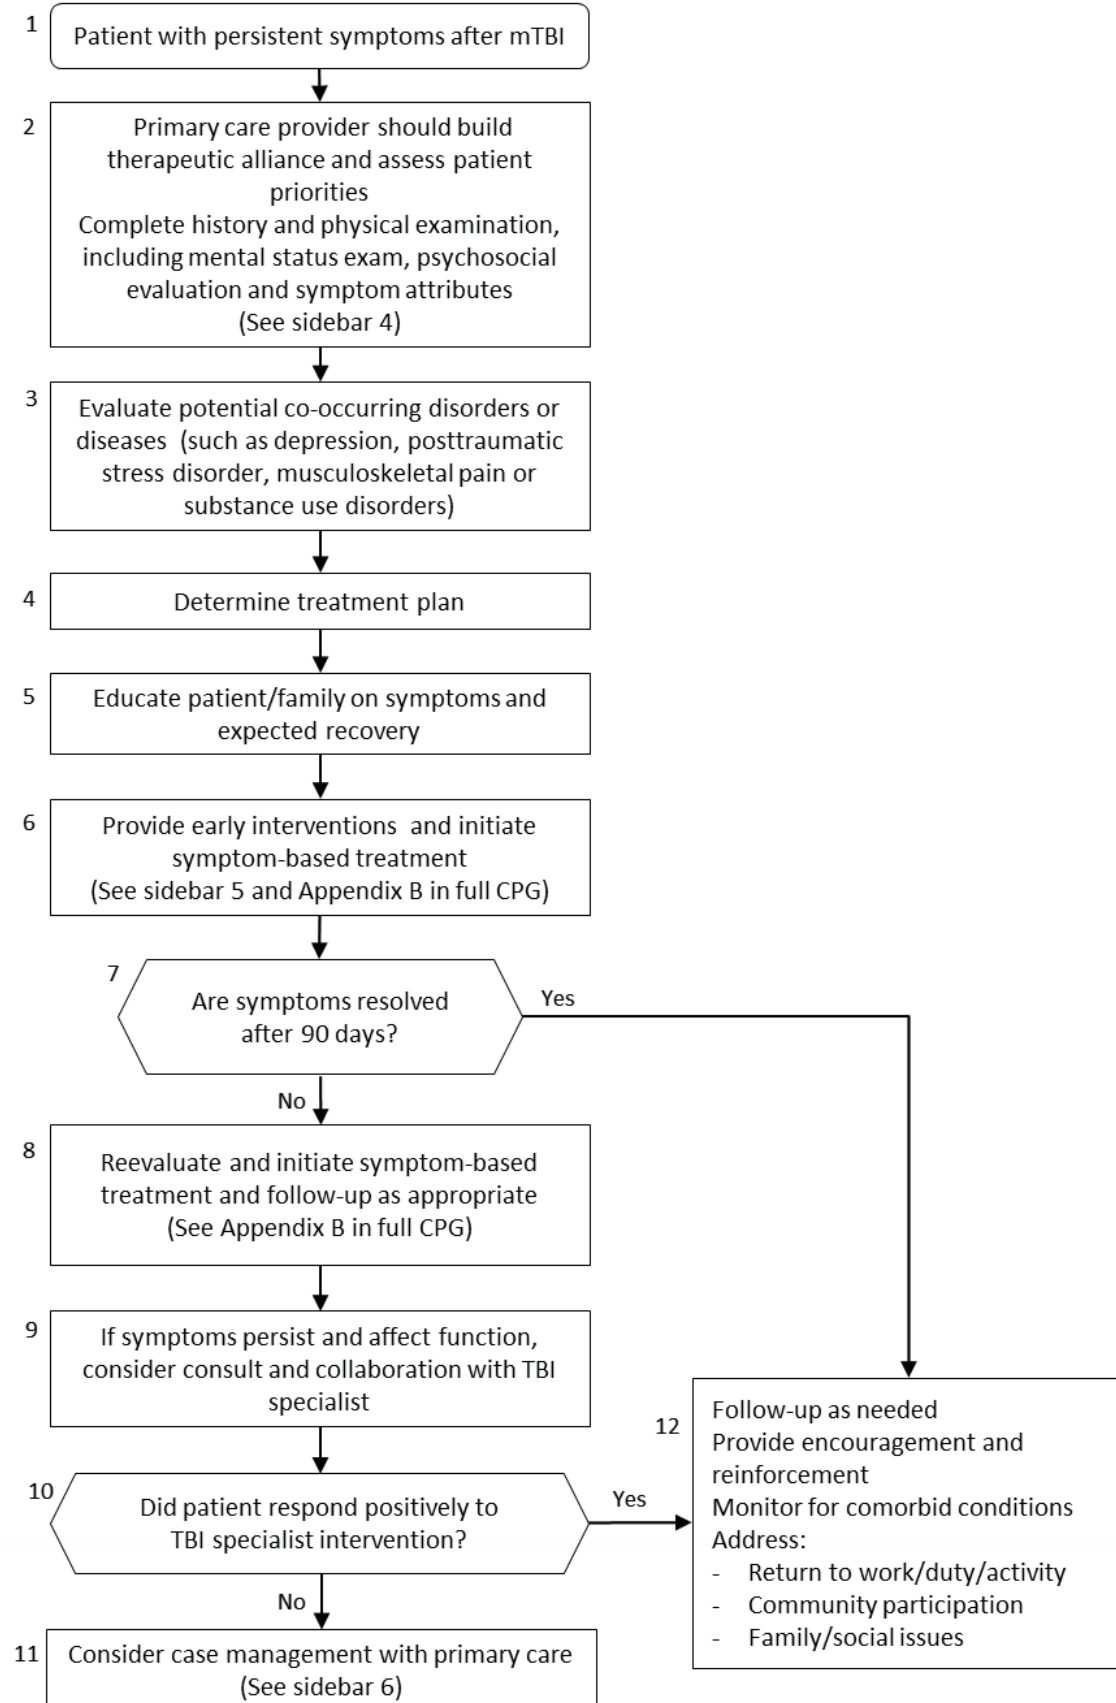 1
Patient with persistent symptoms after mTBI
2
Primary care provider should build
therapeutic alliance and assess patient
priorities
Complete history and physical examination,
including mental status exam, psychosocial
evaluation and symptom attributes
(See sidebar 4)
3
Evaluate potential co-occurring disorders or
diseases (such as depression, posttraumatic
stress disorder, musculoskeletal pain or
substance use disorders)
4
Determine treatment plan
5
Educate patient/family on symptoms and
expected recovery
6
Provide early interventions and initiate
symptom-based treatment
(See sidebar 5 and Appendix B in full CPG)
7
Are symptoms resolved
after 90 days?
Yes
No
8
Reevaluate and initiate symptom-based
treatment and follow-up as appropriate
(See Appendix B in full CPG)
9
If symptoms persist and affect function,
consider consult and collaboration with TBI
specialist
10
Did patient respond positively to
TBI specialist intervention?
Yes
No
11
Consider case management with primary care
(See sidebar 6)
12
Follow-up as needed
Provide encouragement and
reinforcement
Monitor for comorbid conditions
Address:
- Return to work/duty/activity
- Community participation
- Family/social issues